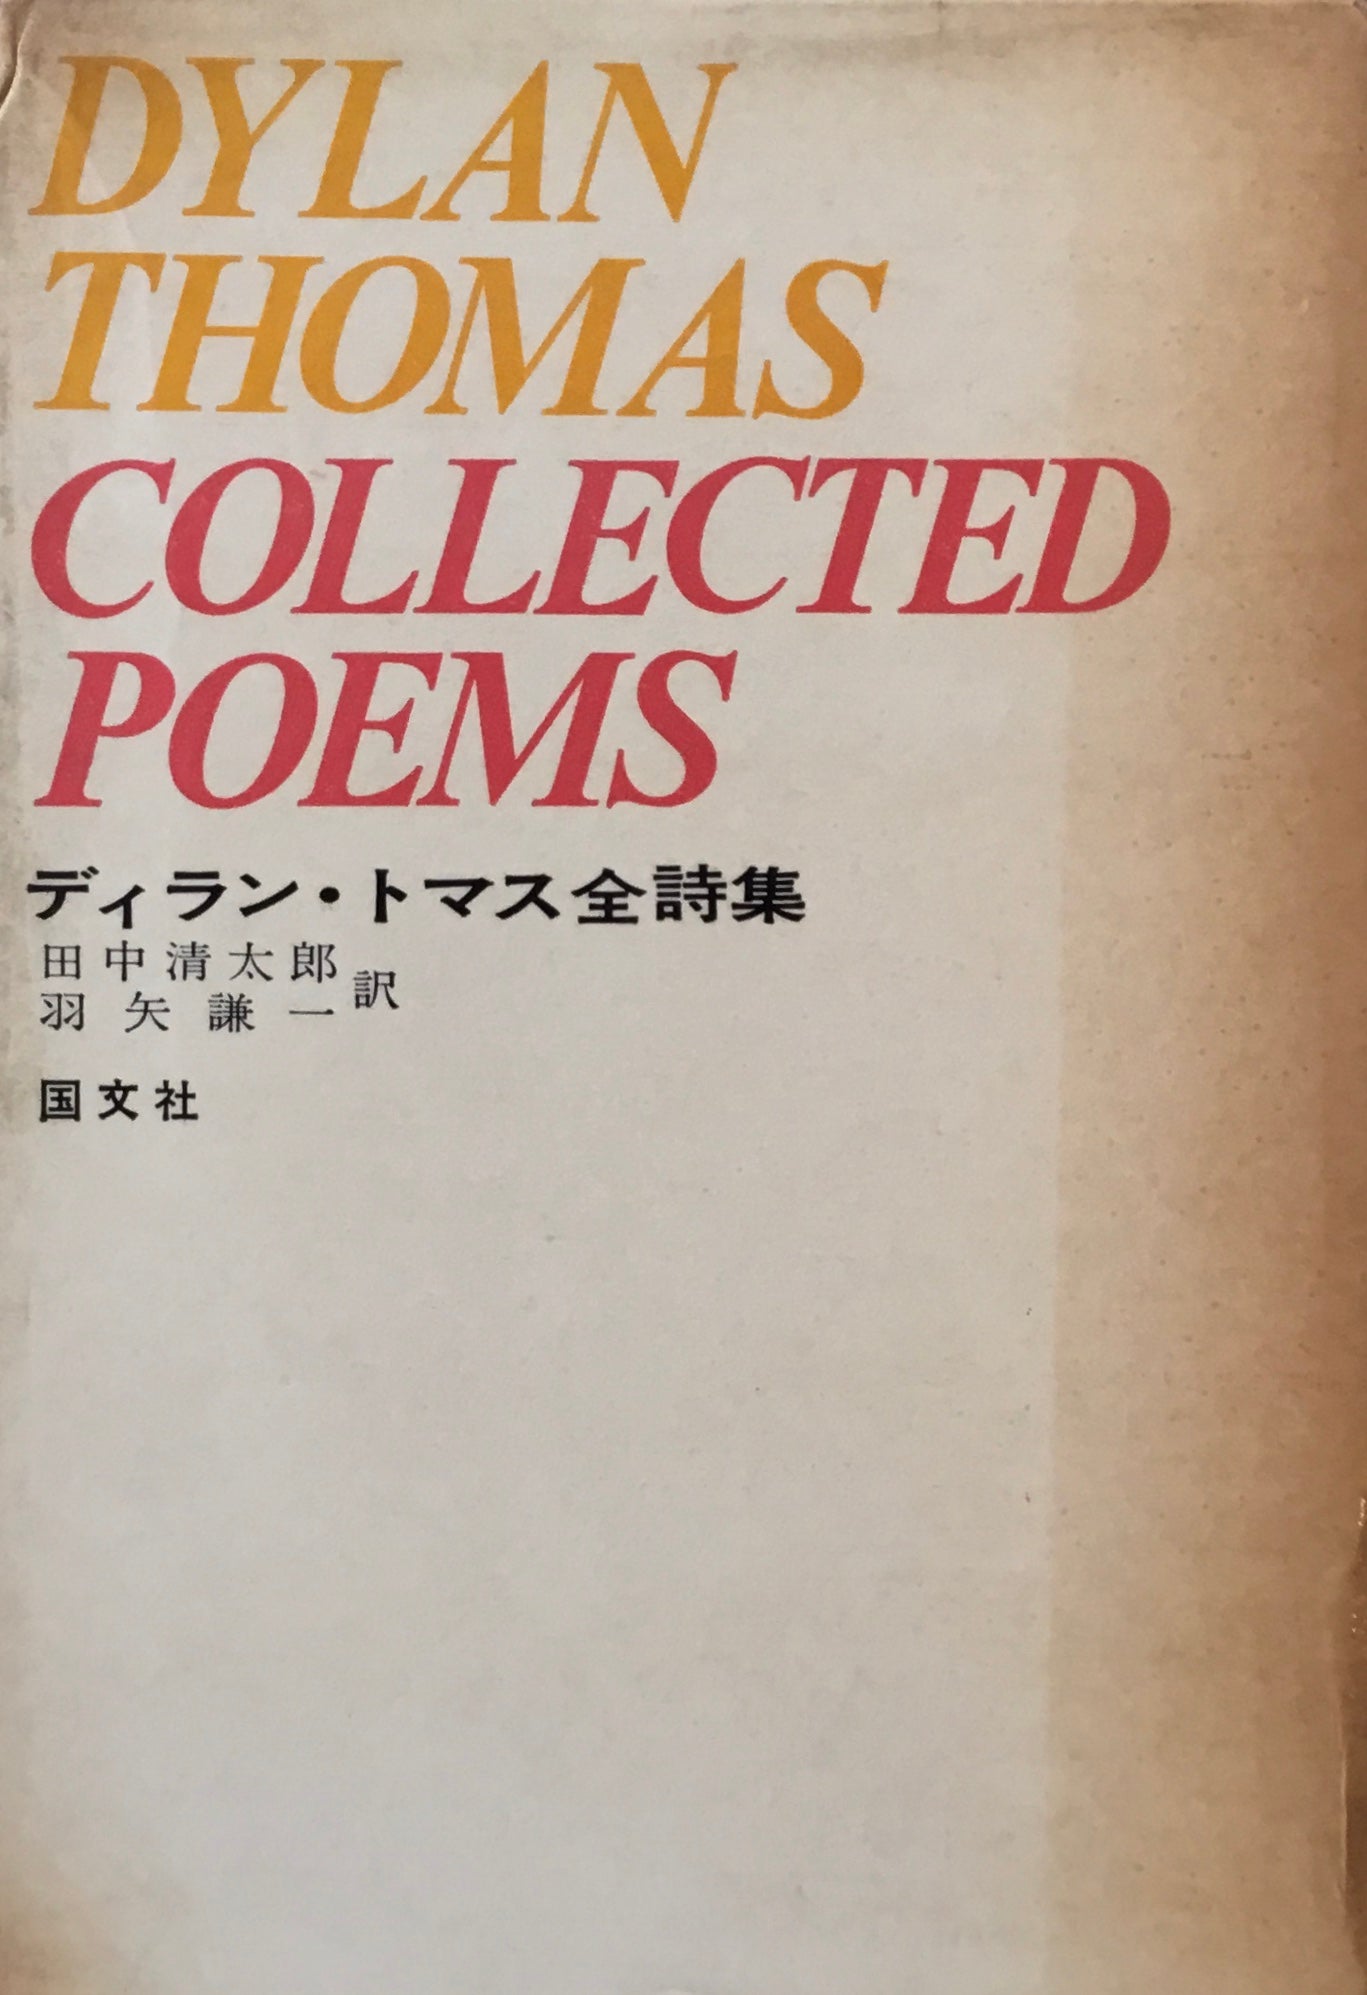 DYLAN
THOMAS
COLLECTED
POEMS
ディラン・トマス全詩集
田中清太郎
羽矢謙一
訳
国文社